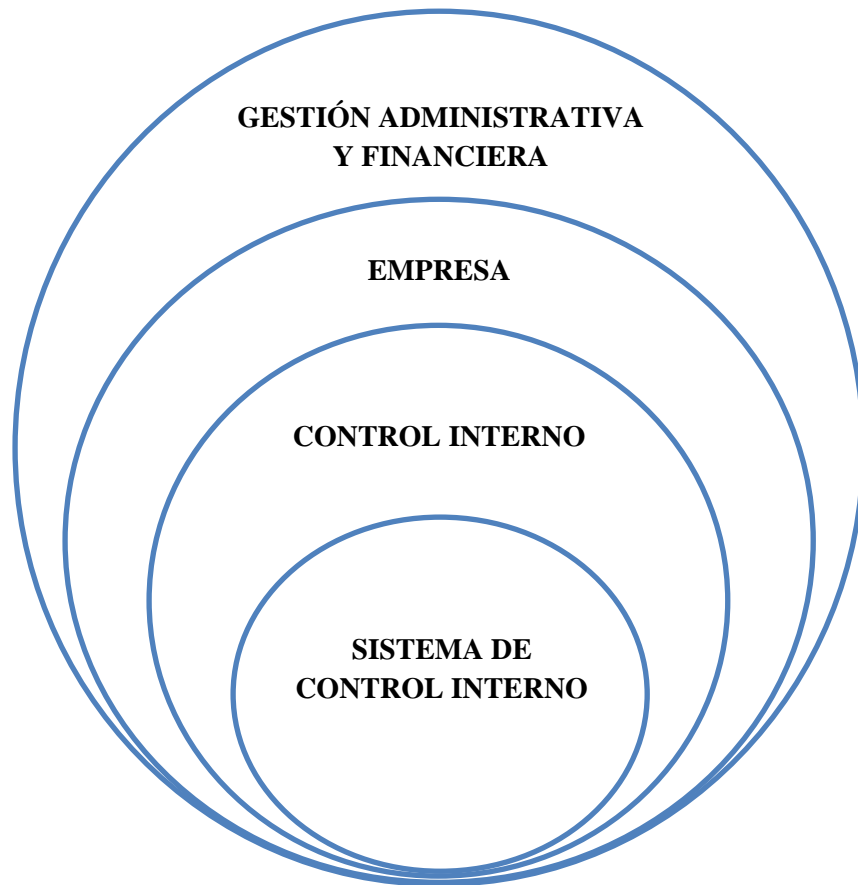 GESTIÓN ADMINISTRATIVA
Y FINANCIERA
EMPRESA
CONTROL INTERNO
SISTEMA DE
CONTROL INTERNO